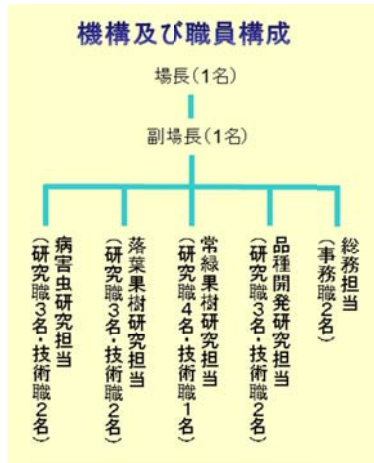 機構及び職員構成
場長(1名)
副場長(1名)
総務担当
(事務職2名)
品種開発研究担当
(研究職3名・技術職2名)
常緑果樹研究担当
(研究職4名・技術職1名)
落葉果樹研究担当
(研究職3名・技術職2名)
病害虫研究担当
(研究職3名・技術職2名)